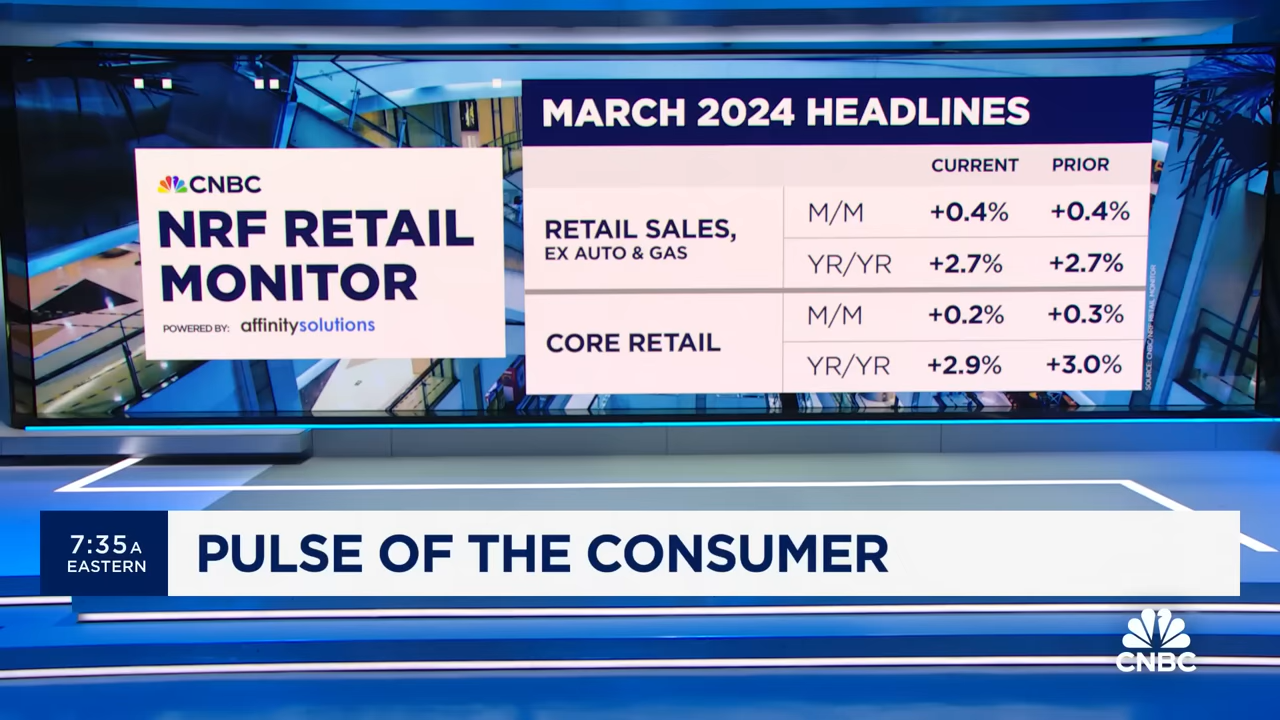 CNBC
NRF RETAIL
MONITOR
POWERED BY: affinitysolutions
MARCH 2024 HEADLINES
CURRENT PRIOR
RETAIL SALES,
EX AUTO & GAS
M/M +0.4% +0.4%
YR/YR +2.7% +2.7%
CORE RETAIL
M/M +0.2% +0.3%
YR/YR +2.9% +3.0%
SOURCE: CNBC/NRF RETAIL MONITOR
7:35A
EASTERN
PULSE OF THE CONSUMER
CNBC